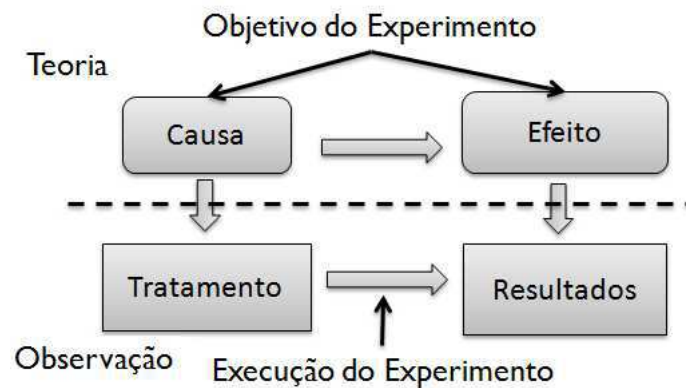 Objetivo do Experimento
Teoria
Causa
Efeito
Tratamento
Resultados
Observação
Execução do Experimento